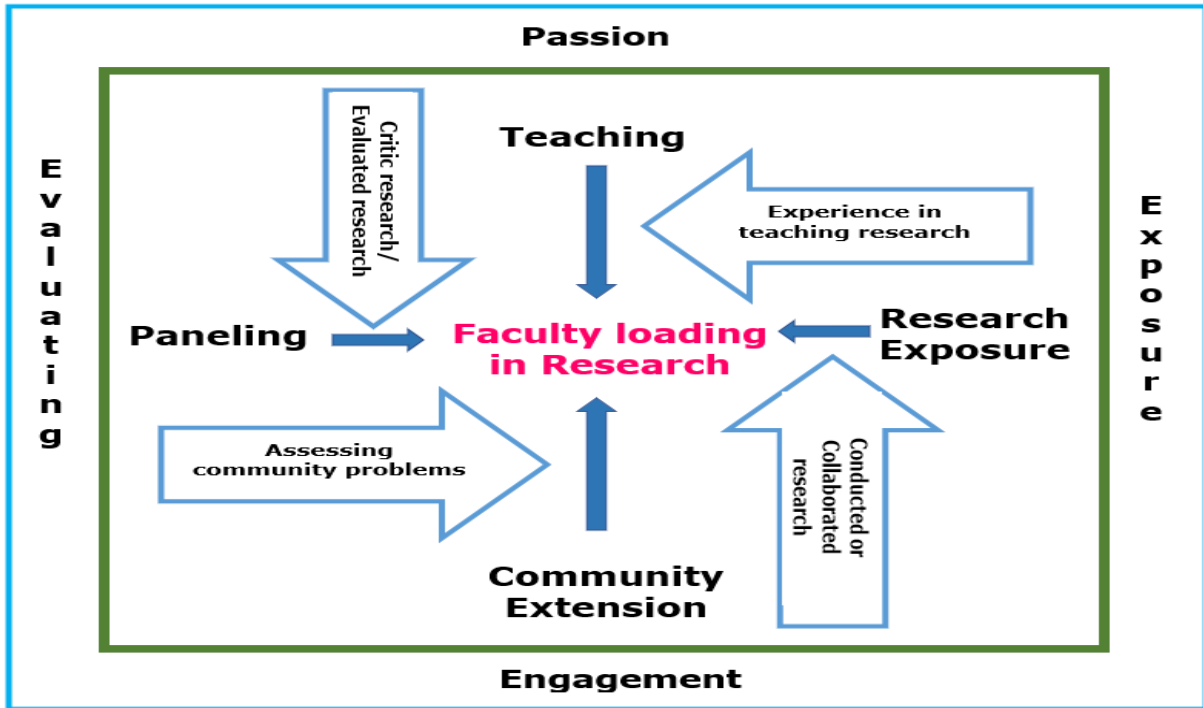 Passion
Evaluating
Critic research/
Evaluated research
Teaching
Experience in
teaching research
Exposure
Paneling
Faculty loading
in Research
Research
Exposure
Assessing
community problems
Conducted or
Collaborated
research
Community
Extension
Engagement